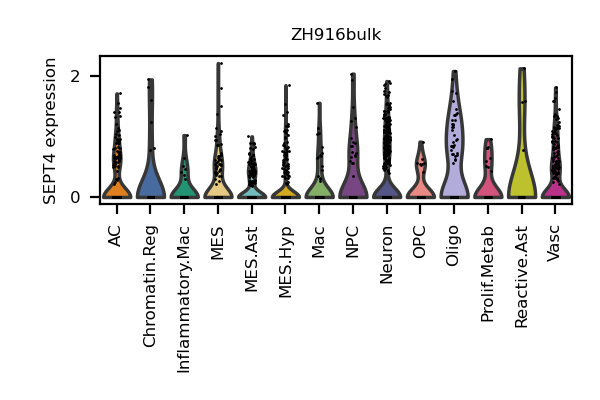 ZH916bulk
SEPT4 expression
2
0
AC
Chromatin.Reg
Inflammatory.Mac
MES
MES.Ast
MES.Hyp
Mac
NPC
Neuron
OPC
Oligo
Prolif.Metab
Reactive.Ast
Vasc